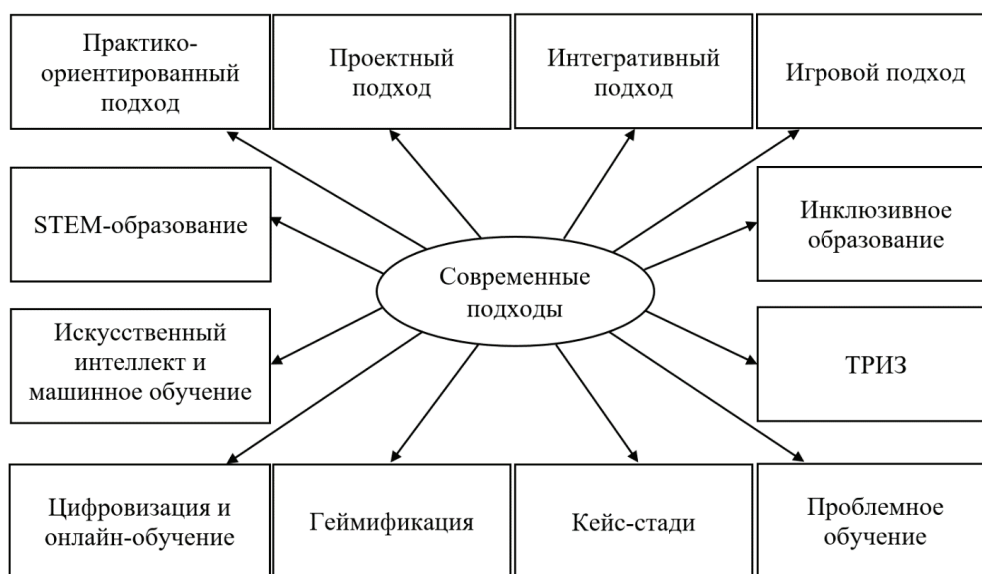 Практико-
ориентированный
подход
Проектный
подход
Интегративный
подход
Игровой подход
STEM-образование
Инклюзивное
образование
Современные
подходы
Искусственный
интеллект и
машинное обучение
ТРИЗ
Цифровизация и
онлайн-обучение
Геймификация
Кейс-стади
Проблемное
обучение